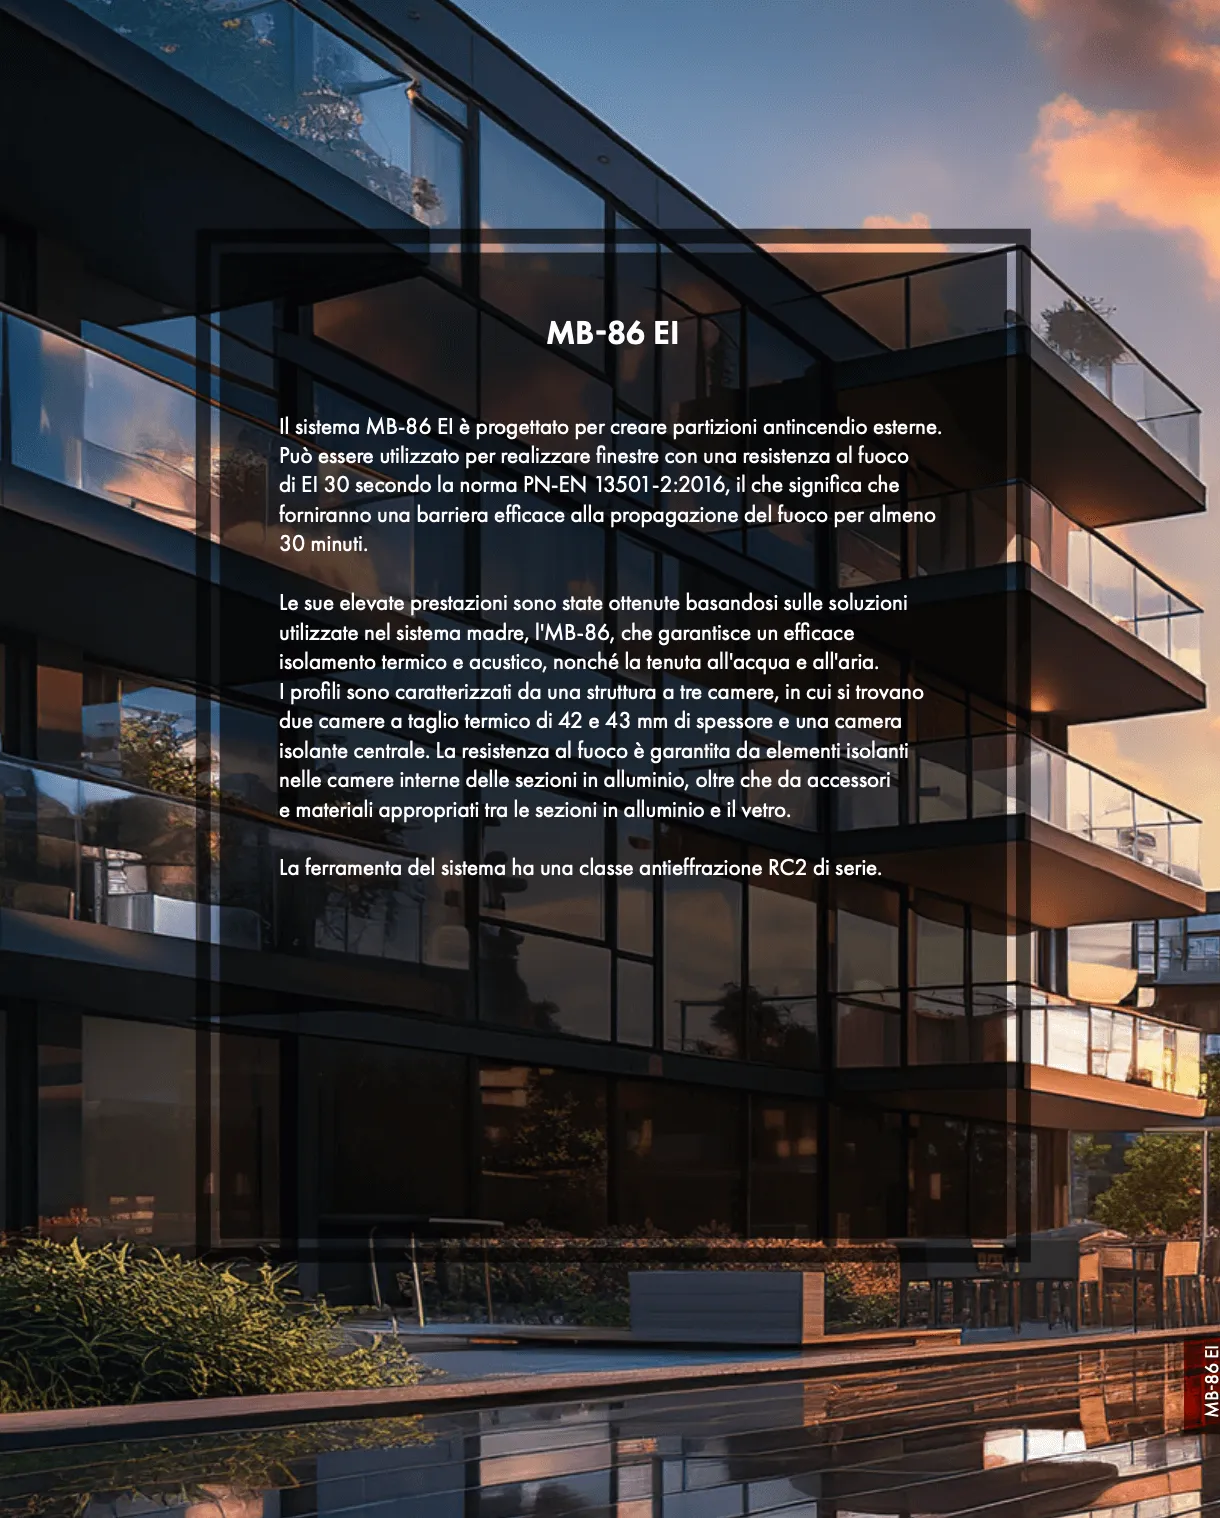 MB-86 EI
Il sistema MB-86 EI è progettato per creare partizioni antincendio esterne.
Può essere utilizzato per realizzare finestre con una resistenza al fuoco
di EI 30 secondo la norma PN-EN 13501-2:2016, il che significa che
forniranno una barriera efficace alla propagazione del fuoco per almeno
30 minuti.
Le sue elevate prestazioni sono state ottenute basandosi sulle soluzioni
utilizzate nel sistema madre, l'MB-86, che garantisce un efficace
isolamento termico e acustico, nonché la tenuta all'acqua e all'aria.
I profili sono caratterizzati da una struttura a tre camere, in cui si trovano
due camere a taglio termico di 42 e 43 mm di spessore e una camera
isolante centrale. La resistenza al fuoco è garantita da elementi isolanti
nelle camere interne delle sezioni in alluminio, oltre che da accessori
e materiali appropriati tra le sezioni in alluminio e il vetro.
La ferramenta del sistema ha una classe antieffrazione RC2 di serie.
MB-86 EI